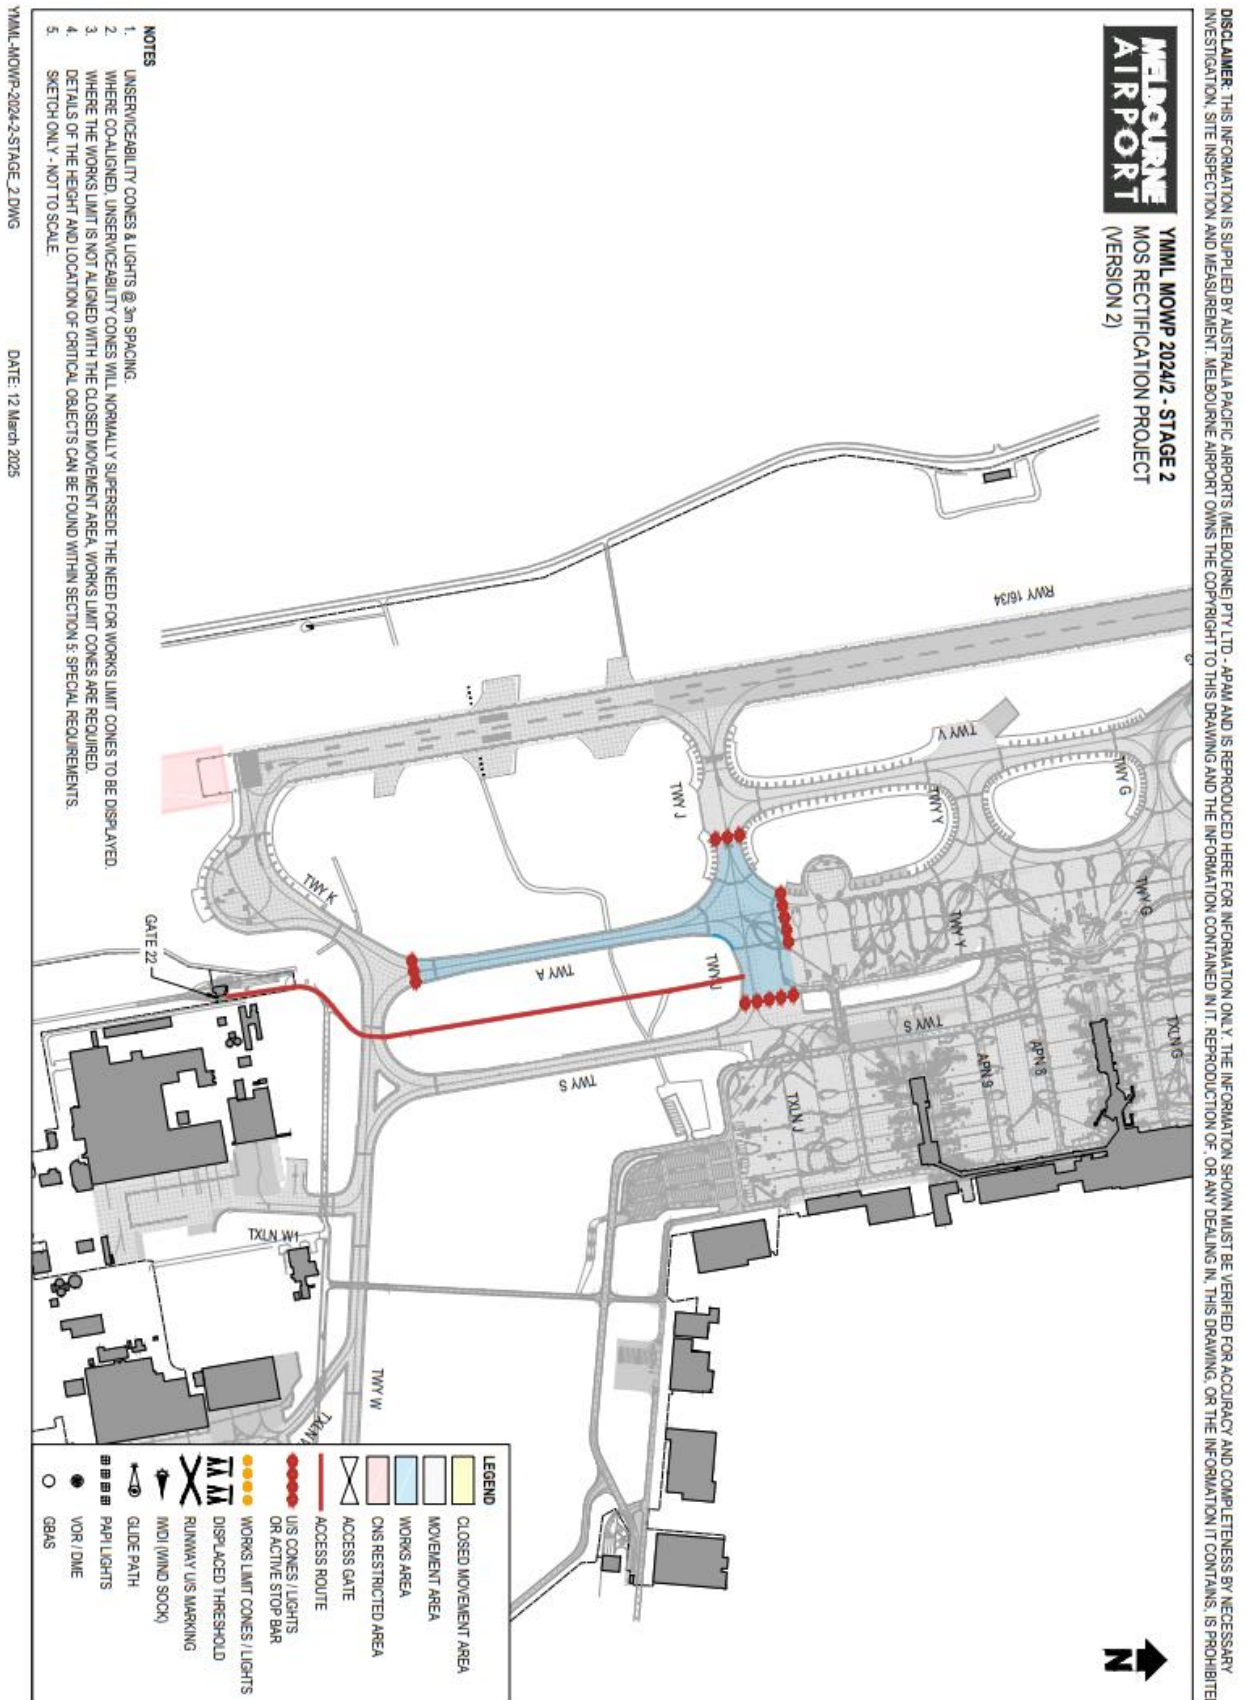 DISCLAIMER: THIS INFORMATION IS SUPPLIED BY AUSTRALIA PACIFIC AIRPORTS (MELBOURNE) PTY LTD - APAM AND IS REPRODUCED HERE FOR INFORMATION ONLY. THE INFORMATION SHOWN MUST BE VERIFIED FOR ACCURACY AND COMPLETENESS BY NECESSARY
INVESTIGATION, SITE INSPECTION AND MEASUREMENT. MELBOURNE AIRPORT OWNS THE COPYRIGHT TO THIS DRAWING AND THE INFORMATION CONTAINED IN IT. REPRODUCTION OF, OR ANY DEALING IN, THIS DRAWING, OR THE INFORMATION IT CONTAINS, IS PROHIBITE
MELBOURNE
AIRPORT
YMML MOWP 2024/2 - STAGE 2
MOS RECTIFICATION PROJECT
(VERSION 2)
N
RWY 16/34
TWY V
TWY G
TWY J
TWY Y
TWY G
TWY Y
TXLN G
TWY K
TWY A
TWY J
TWY S
APN 9
APN 8
GATE 22
TWY S
TXLN J
TXLN W1
TWY W
TXLN
LEGEND
CLOSED MOVEMENT AREA
MOVEMENT AREA
WORKS AREA
CNS RESTRICTED AREA
ACCESS GATE
ACCESS ROUTE
U/S CONES / LIGHTS
OR ACTIVE STOP BAR
WORKS LIMIT CONES / LIGHTS
DISPLACED THRESHOLD
RUNWAY U/S MARKING
IWDI (WIND SOCK)
GLIDE PATH
PAPI LIGHTS
VOR / DME
GBAS
NOTES
1. UNSERVICEABILITY CONES & LIGHTS @ 3m SPACING.
2. WHERE CO-ALIGNED, UNSERVICEABILITY CONES WILL NORMALLY SUPERSEDE THE NEED FOR WORKS LIMIT CONES TO BE DISPLAYED.
3. WHERE THE WORKS LIMIT IS NOT ALIGNED WITH THE CLOSED MOVEMENT AREA, WORKS LIMIT CONES ARE REQUIRED.
4. DETAILS OF THE HEIGHT AND LOCATION OF CRITICAL OBJECTS CAN BE FOUND WITHIN SECTION 5: SPECIAL REQUIREMENTS.
5. SKETCH ONLY - NOT TO SCALE.
YMML-MOWP-2024-2-STAGE_2.DWG
DATE: 12 March 2025